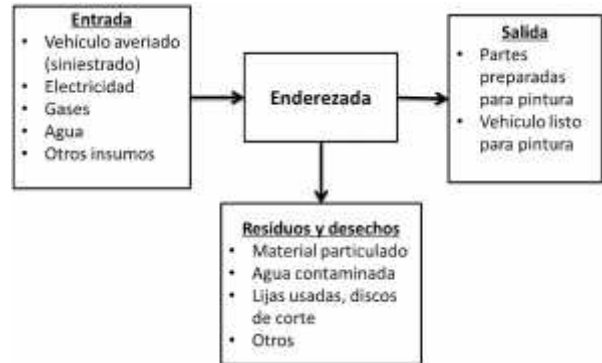 Entrada
• Vehículo averiado
(siniestrado)
• Electricidad
• Gases
• Agua
• Otros insumos
Enderezada
Salida
• Partes
preparadas
para pintura
• Vehículo listo
para pintura
Resíduos y desechos
• Material particulado
• Agua contaminada
• Lijas usadas, discos
de corte
• Otros